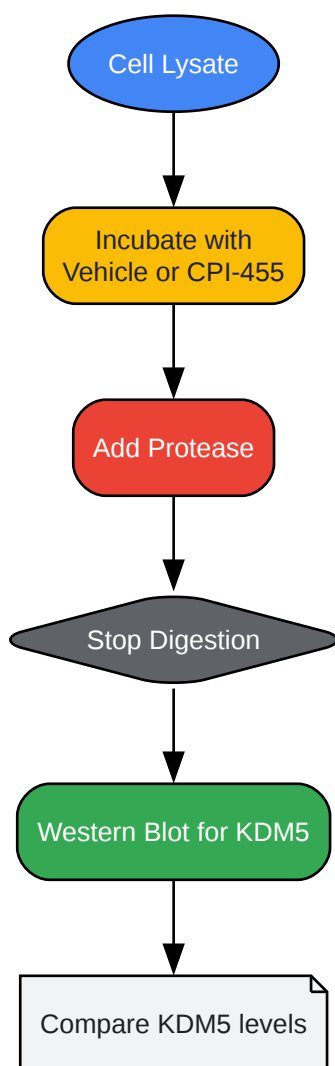 Cell Lysate
Incubate with
Vehicle or CPI-455
Add Protease
Stop Digestion
Western Blot for KDM5
Compare KDM5 levels